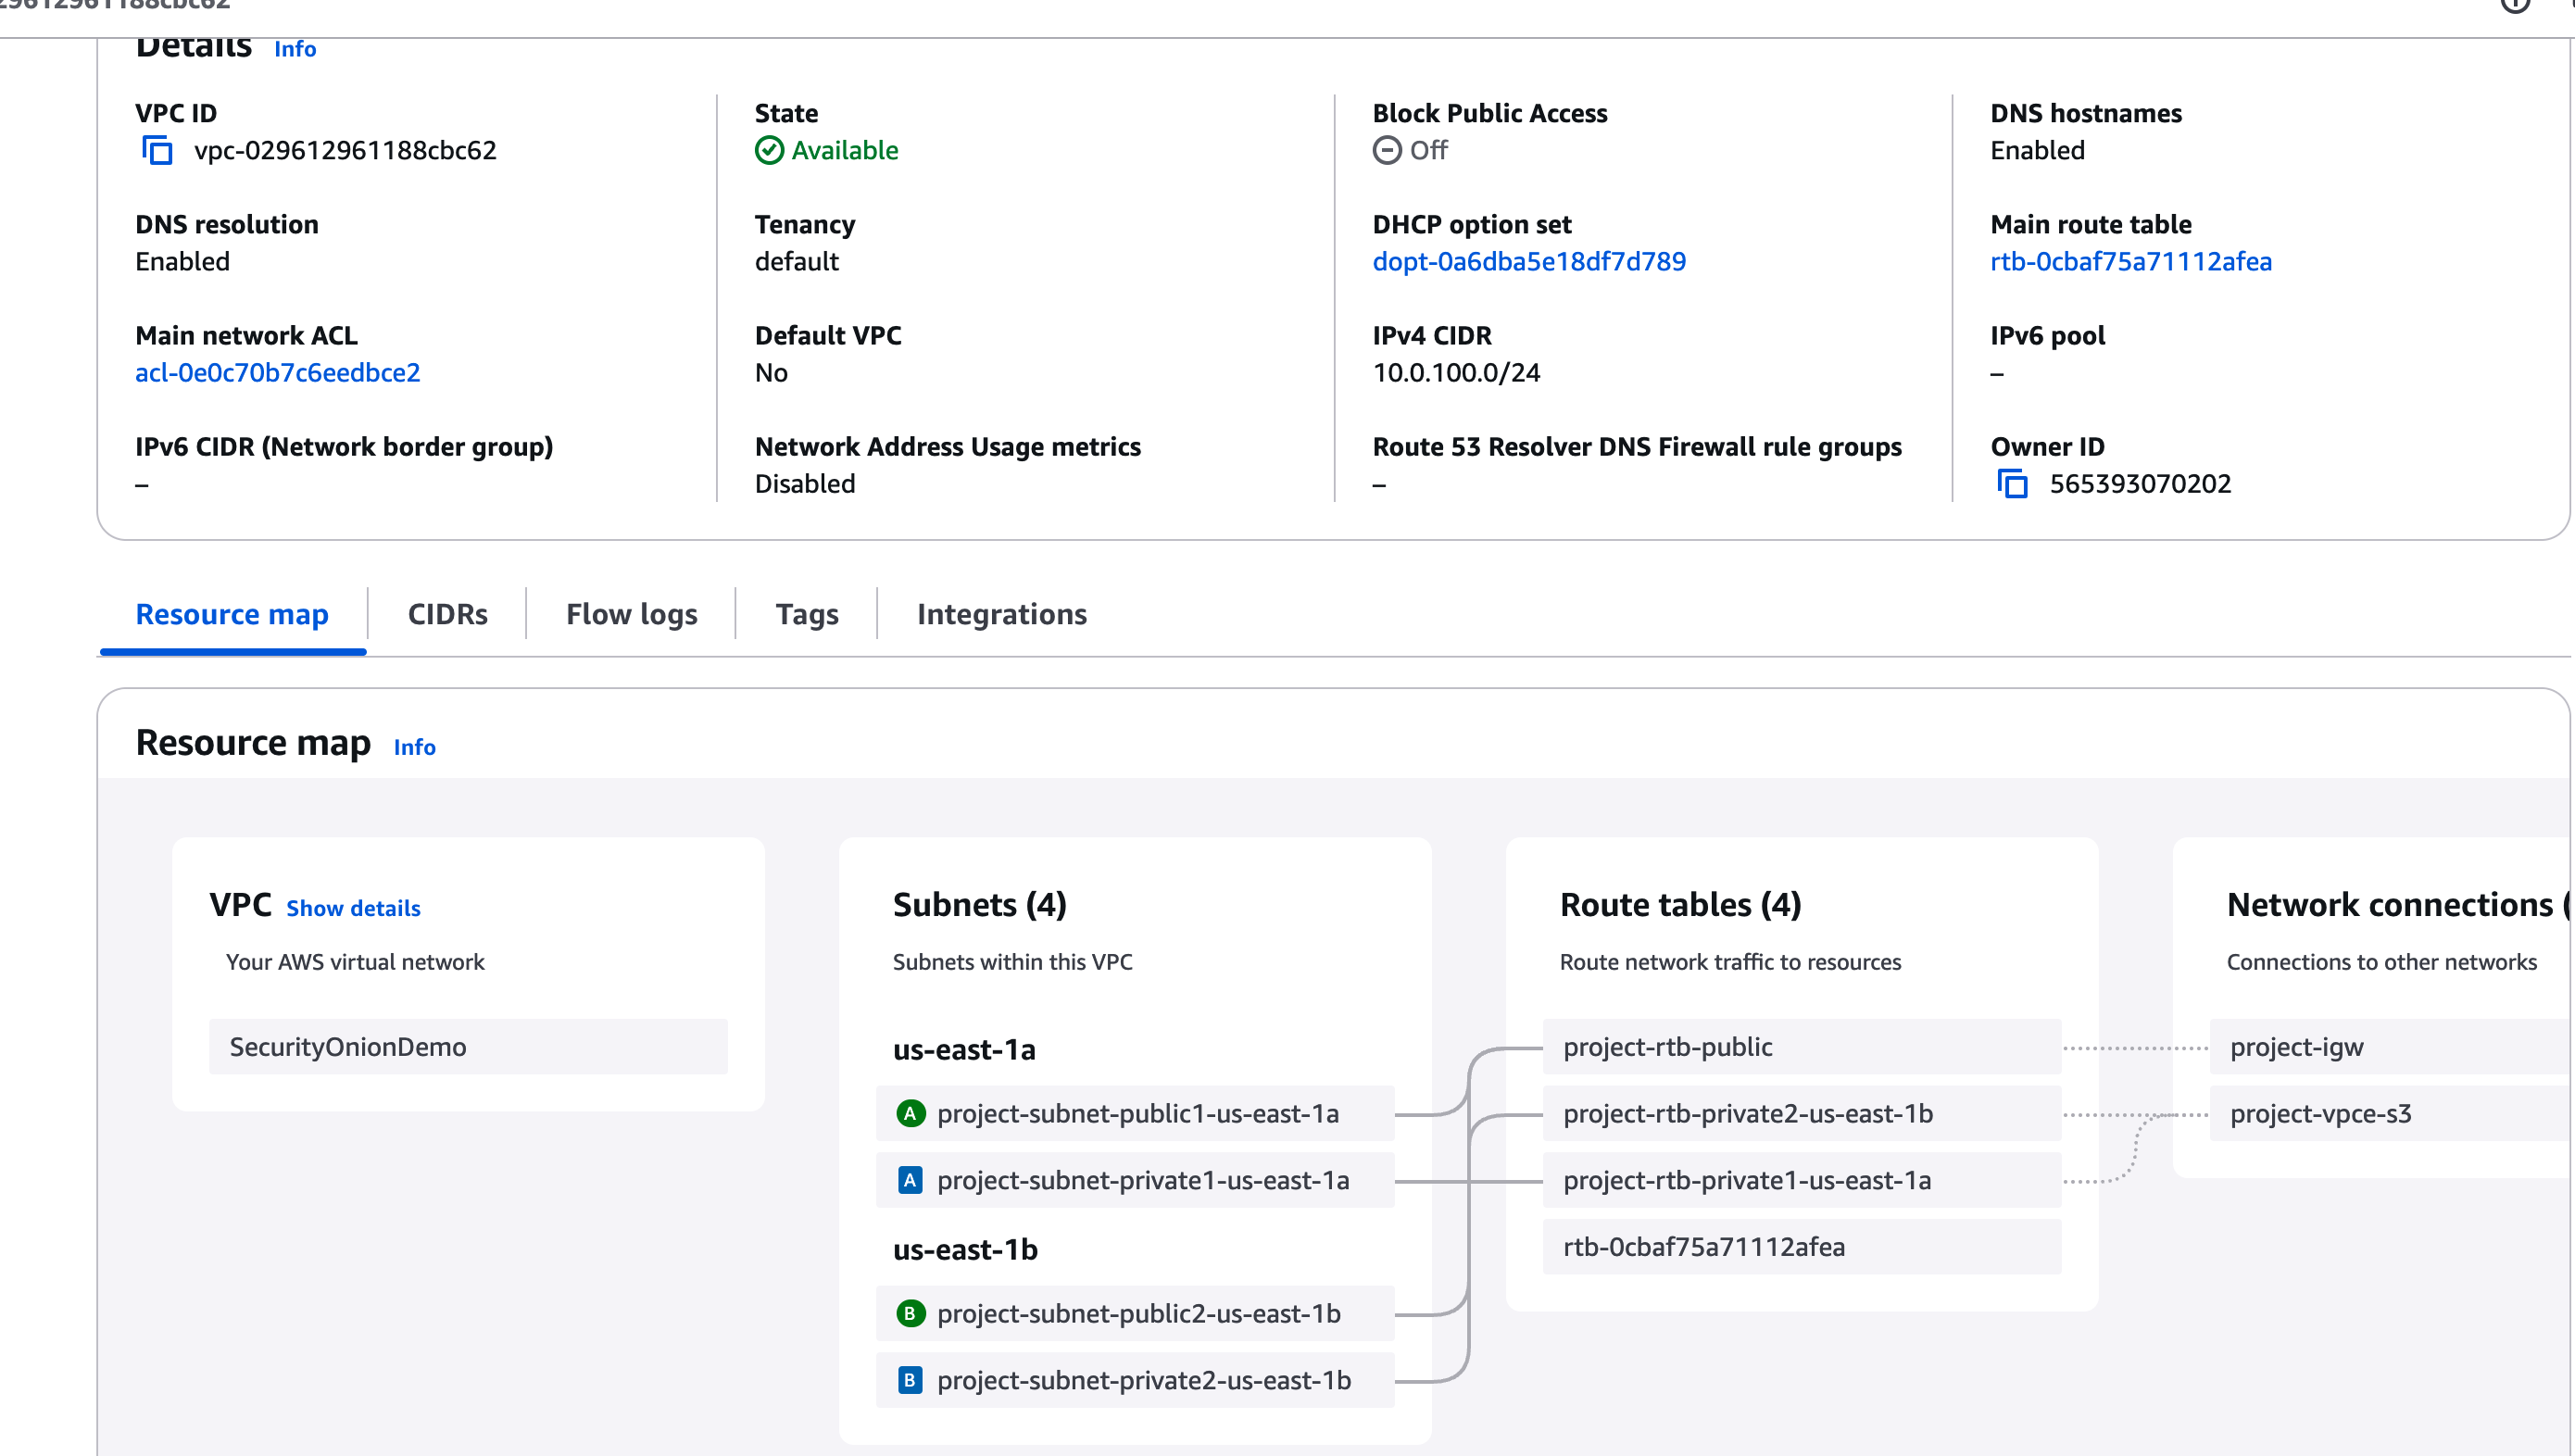 29612961188cbc62
Details Info
VPC ID
vpc-029612961188cbc62
State
Available
Block Public Access
Off
DNS hostnames
Enabled
DNS resolution
Enabled
Tenancy
default
DHCP option set
dopt-0a6dba5e18df7d789
Main route table
rtb-0cbaf75a71112afea
Main network ACL
acl-0e0c70b7c6eedbce2
Default VPC
No
IPv4 CIDR
10.0.100.0/24
IPv6 pool
–
IPv6 CIDR (Network border group)
–
Network Address Usage metrics
Disabled
Route 53 Resolver DNS Firewall rule groups
–
Owner ID
565393070202
Resource map
CIDRs
Flow logs
Tags
Integrations
Resource map Info
VPC Show details
Your AWS virtual network
SecurityOnionDemo
Subnets (4)
Subnets within this VPC
us-east-1a
A project-subnet-public1-us-east-1a
A project-subnet-private1-us-east-1a
us-east-1b
B project-subnet-public2-us-east-1b
B project-subnet-private2-us-east-1b
Route tables (4)
Route network traffic to resources
project-rtb-public
project-rtb-private2-us-east-1b
project-rtb-private1-us-east-1a
rtb-0cbaf75a71112afea
Network connections (
Connections to other networks
project-igw
project-vpce-s3